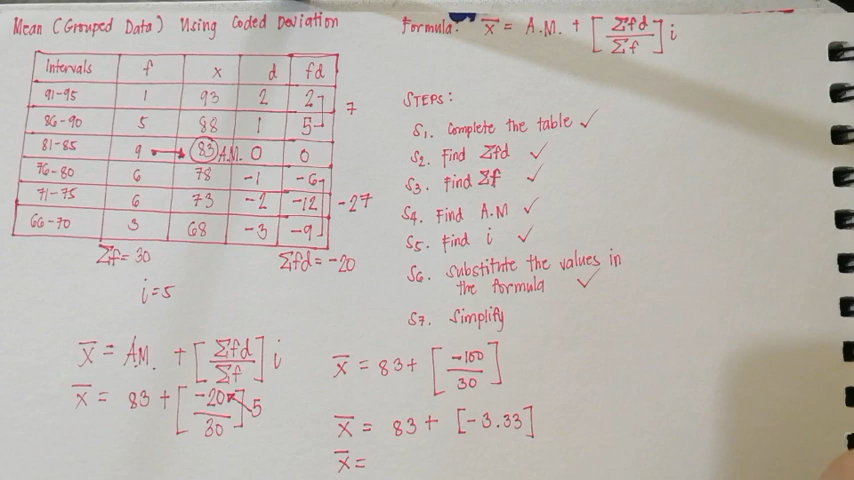 Mean (Grouped Data) Using Coded Deviation
Formula: x̄ = A.M. + [Σfd/Σf] i
Intervals f x d fd
91-95 1 93 2 2
86-90 5 88 1 5
7
81-85 9 → 83 A.M. 0 0
76-80 6 78 -1 -6
71-75 6 73 -2 -12
-27
66-70 3 68 -3 -9
Σf = 30 Σfd = -20
i = 5
STEPS:
S1. Complete the table ✓
S2. Find Σfd ✓
S3. Find Σf ✓
S4. Find A.M ✓
S5. Find i ✓
S6. Substitute the values in
the formula ✓
S7. Simplify
x̄ = A.M. + [Σfd/Σf] i
x̄ = 83 + [-20/30] 5
x̄ = 83 + [-100/30]
x̄ = 83 + [-3.33]
x̄ =